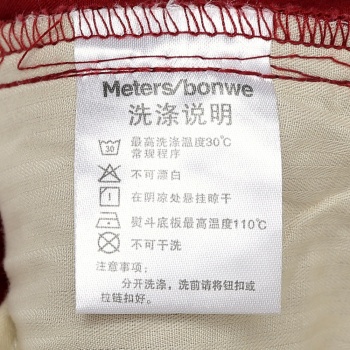 Meters/bonwe
洗涤说明
30
最高洗涤温度30℃
常规程序
不可漂白
在阴凉处悬挂晾干
熨斗底板最高温度110℃
不可干洗
注意事项：
分开洗涤，洗前请将钮扣或
拉链扣好。